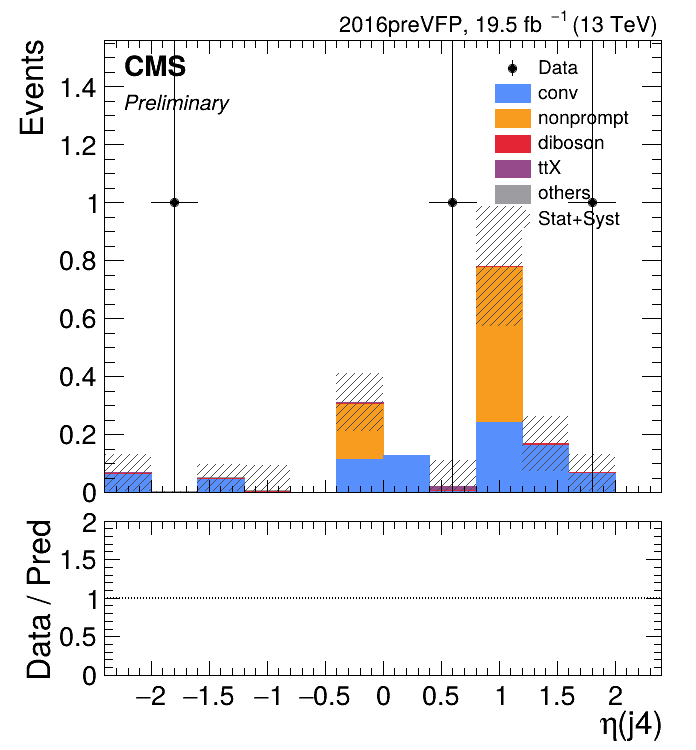 2016preVFP, 19.5 fb⁻¹ (13 TeV)
CMS
Preliminary
Events
Data
conv
nonprompt
diboson
ttX
others
Stat+Syst
1.4
1.2
1
0.8
0.6
0.4
0.2
0
Data / Pred
2
1.5
1
0.5
0
−2 −1.5 −1 −0.5 0 0.5 1 1.5 2
η(j4)